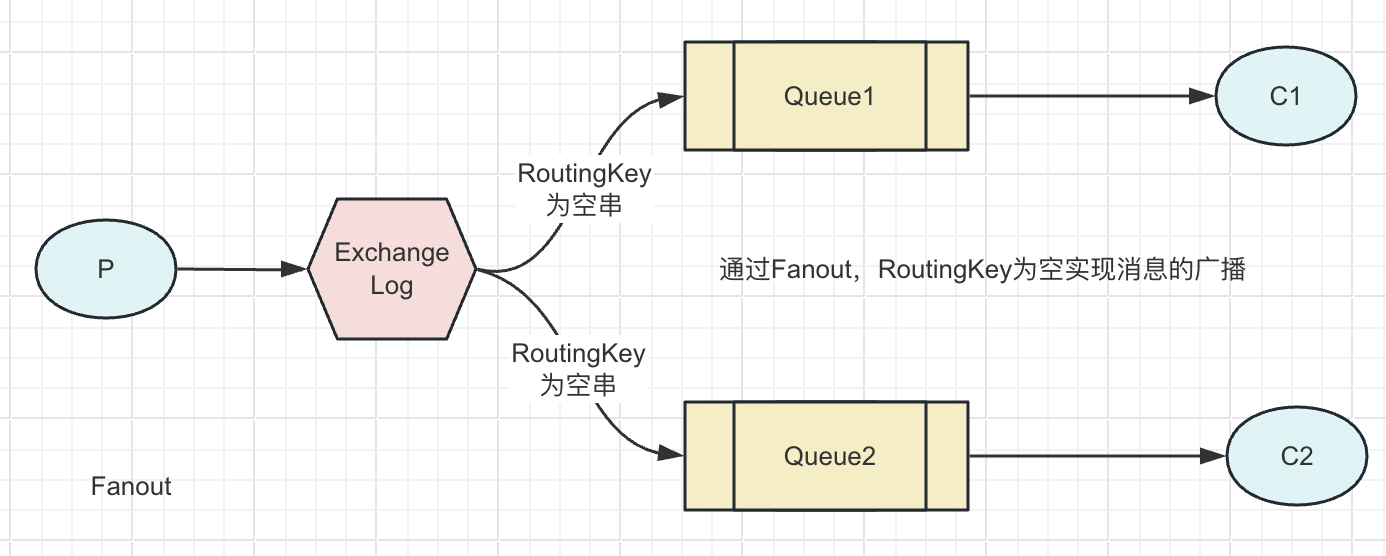 Queue1
C1
RoutingKey
为空串
P
Exchange
Log
通过Fanout，RoutingKey为空实现消息的广播
RoutingKey
为空串
Queue2
C2
Fanout